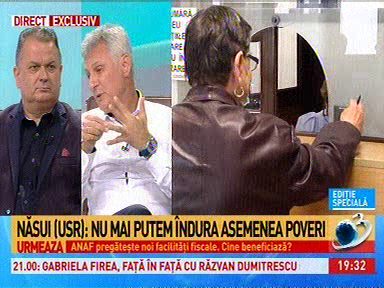 DIRECT EXCLUSIV
EDIȚIE
SPECIALĂ
NĂSUI (USR): NU MAI PUTEM ÎNDURA ASEMENEA POVERI
URMEAZĂ ANAF pregătește noi facilități fiscale. Cine beneficiază?
21.00: GABRIELA FIREA, FAȚĂ ÎN FAȚĂ CU RĂZVAN DUMITRESCU
19:32